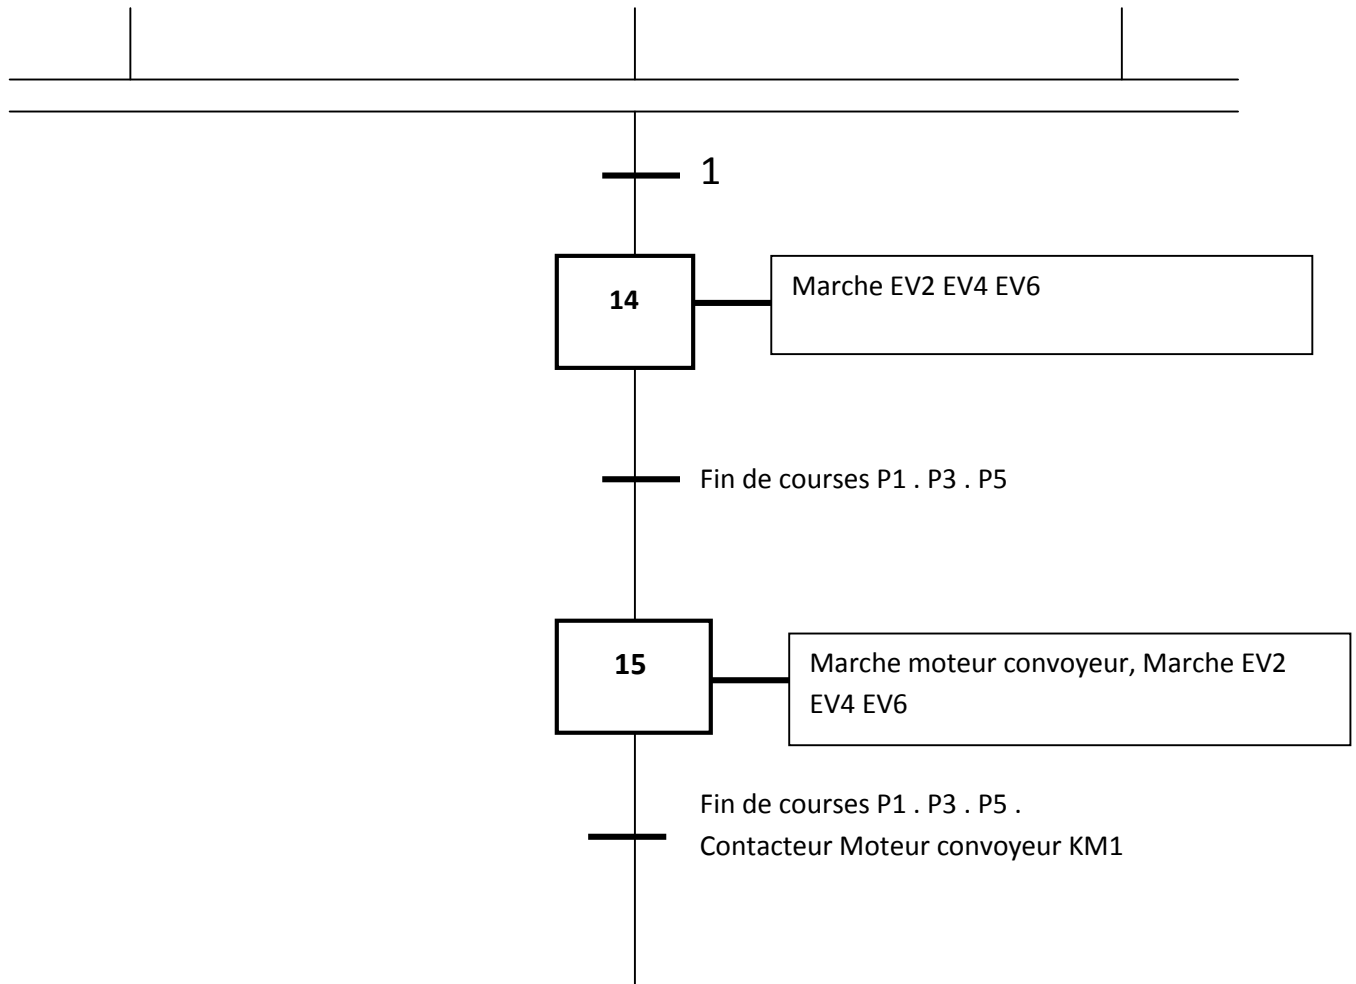 1
14
Marche EV2 EV4 EV6
Fin de courses P1 . P3 . P5
15
Marche moteur convoyeur, Marche EV2
EV4 EV6
Fin de courses P1 . P3 . P5 .
Contacteur Moteur convoyeur KM1